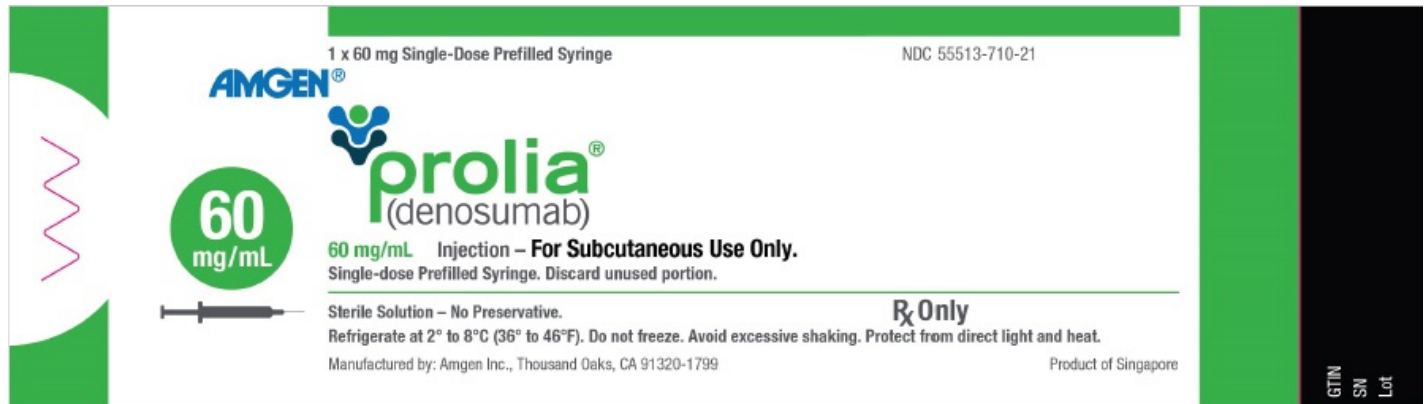 1 x 60 mg Single-Dose Prefilled Syringe NDC 55513-710-21
AMGEN®
prolia®
(denosumab)
60
mg/mL
60 mg/mL Injection – For Subcutaneous Use Only.
Single-dose Prefilled Syringe. Discard unused portion.
Sterile Solution – No Preservative. Rx Only
Refrigerate at 2° to 8°C (36° to 46°F). Do not freeze. Avoid excessive shaking. Protect from direct light and heat.
Manufactured by: Amgen Inc., Thousand Oaks, CA 91320-1799 Product of Singapore
GTIN
SN
Lot